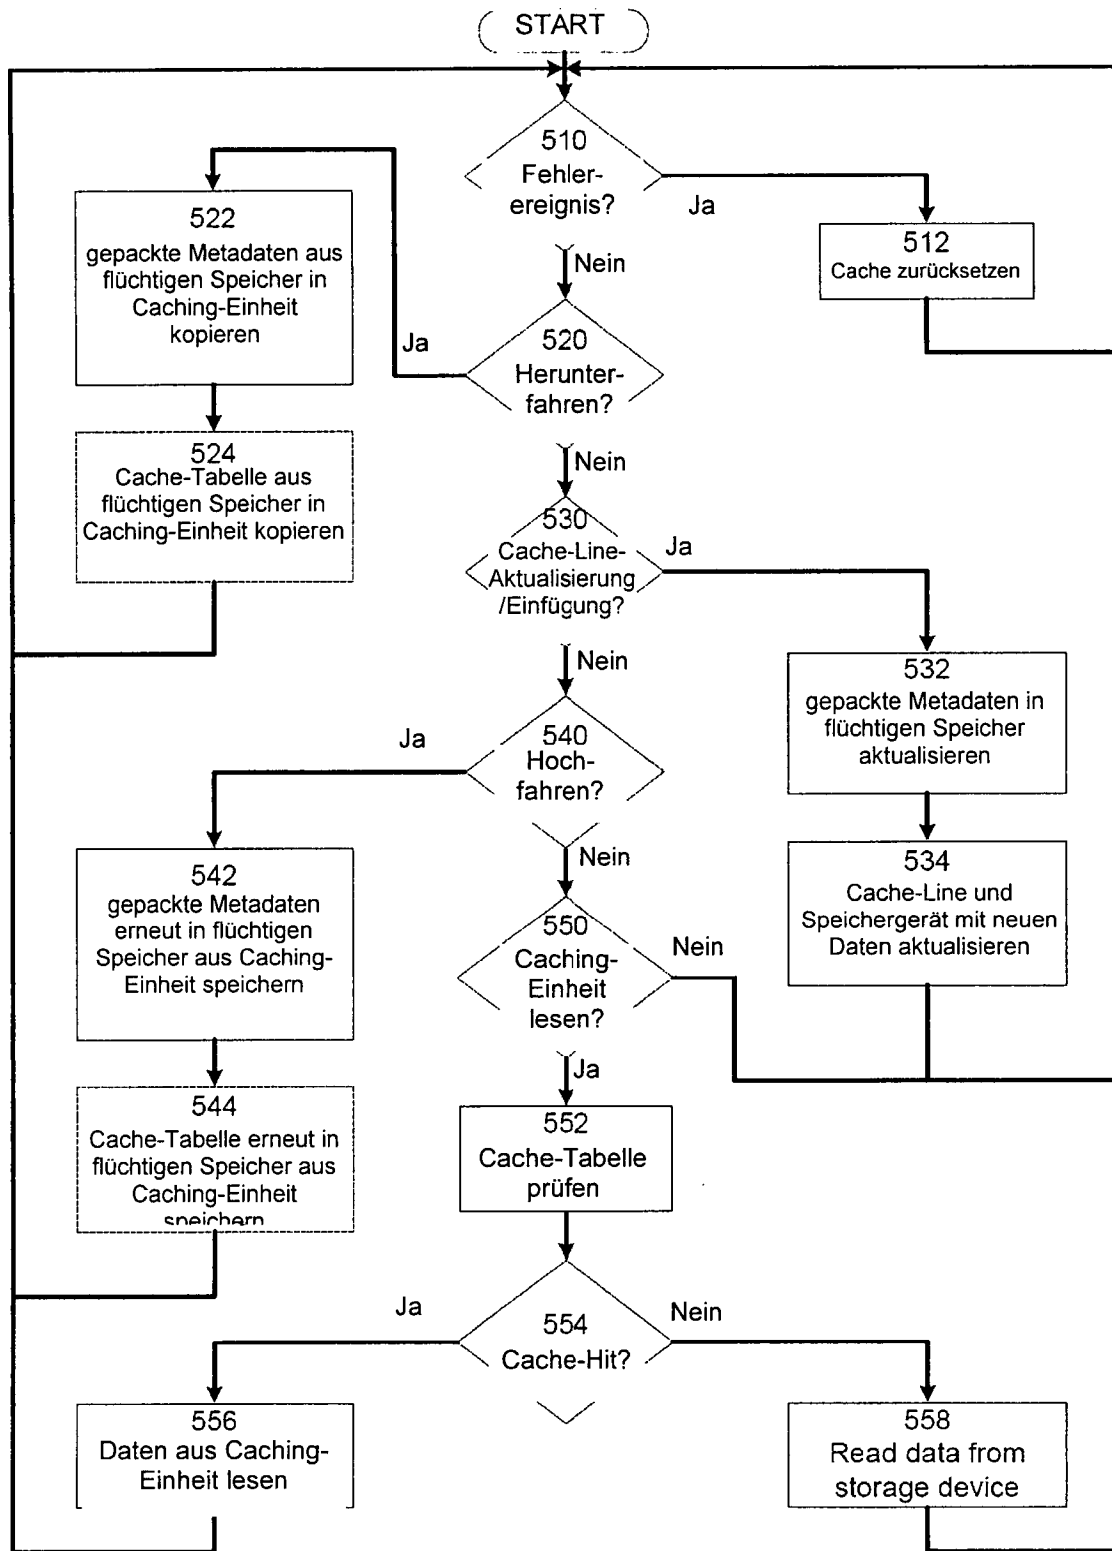 START
510
Fehler-
ereignis?
Ja
Nein
512
Cache zurücksetzen
522
gepackte Metadaten aus
flüchtigen Speicher in
Caching-Einheit
kopieren
520
Herunter-
fahren?
Ja
Nein
524
Cache-Tabelle aus
flüchtigen Speicher in
Caching-Einheit kopieren
530
Cache-Line-
Aktualisierung
/Einfügung?
Ja
Nein
532
gepackte Metadaten in
flüchtigen Speicher
aktualisieren
540
Hoch-
fahren?
Ja
Nein
534
Cache-Line und
Speichergerät mit neuen
Daten aktualisieren
542
gepackte Metadaten
erneut in flüchtigen
Speicher aus Caching-
Einheit speichern
550
Caching-
Einheit
lesen?
Nein
Ja
544
Cache-Tabelle erneut in
flüchtigen Speicher aus
Caching-Einheit
speichern
552
Cache-Tabelle
prüfen
554
Cache-Hit?
Ja
Nein
556
Daten aus Caching-
Einheit lesen
558
Read data from
storage device